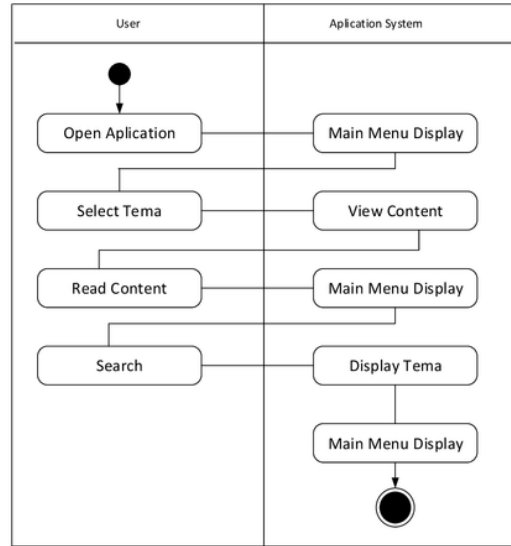 User
Aplication System
Open Aplication
Main Menu Display
Select Tema
View Content
Read Content
Main Menu Display
Search
Display Tema
Main Menu Display